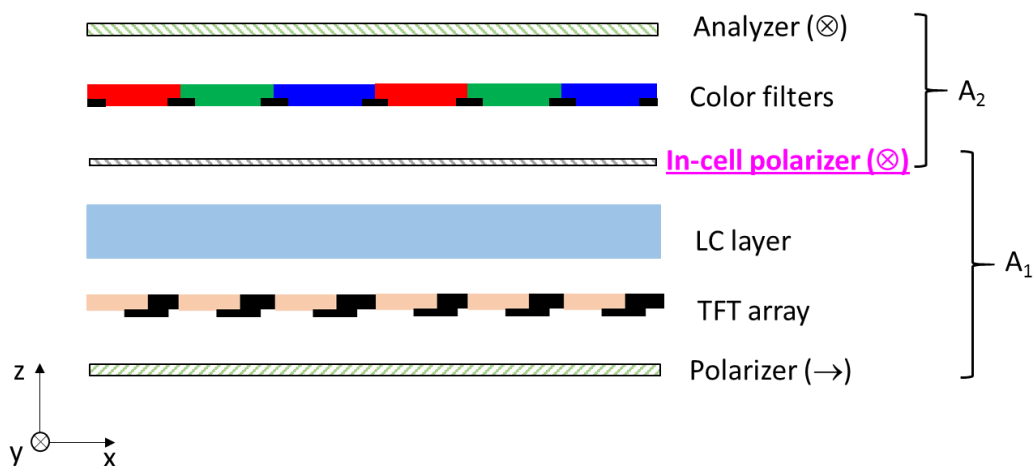 Analyzer (⊗)
Color filters
A₂
In-cell polarizer (⊗)
LC layer
A₁
TFT array
Polarizer (→)
z
y
x